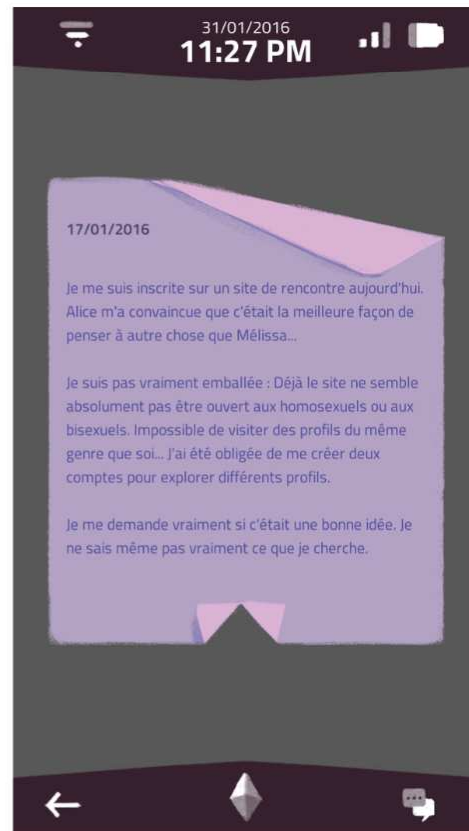 31/01/2016
11:27 PM
17/01/2016
Je me suis inscrite sur un site de rencontre aujourd'hui.
Alice m'a convaincue que c'était la meilleure façon de
penser à autre chose que Mélissa...
Je suis pas vraiment emballée : Déjà le site ne semble
absolument pas être ouvert aux homosexuels ou aux
bisexuels. Impossible de visiter des profils du même
genre que soi... J'ai été obligée de me créer deux
comptes pour explorer différents profils.
Je me demande vraiment si c'était une bonne idée. Je
ne sais même pas vraiment ce que je cherche.